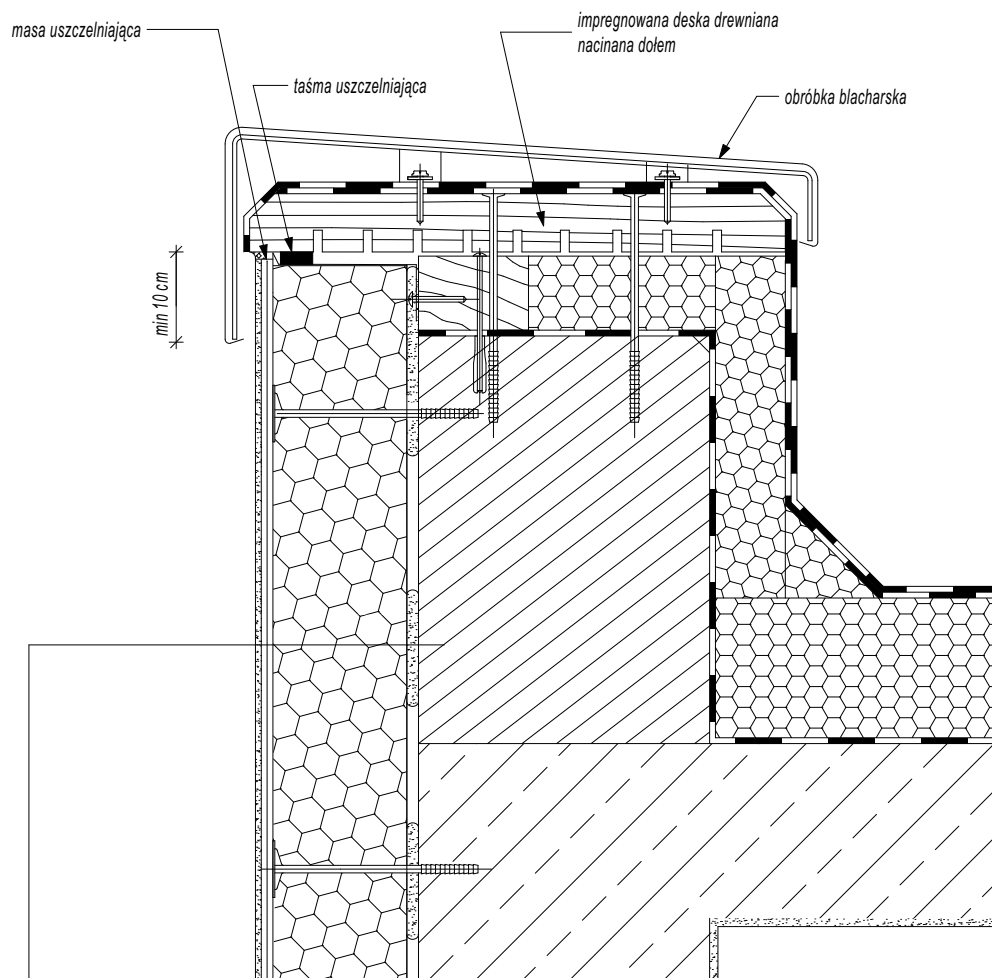 masa uszczelniająca
impregnowana deska drewniana
nacinana dołem
taśma uszczelniająca
obróbka blacharska
min 10 cm